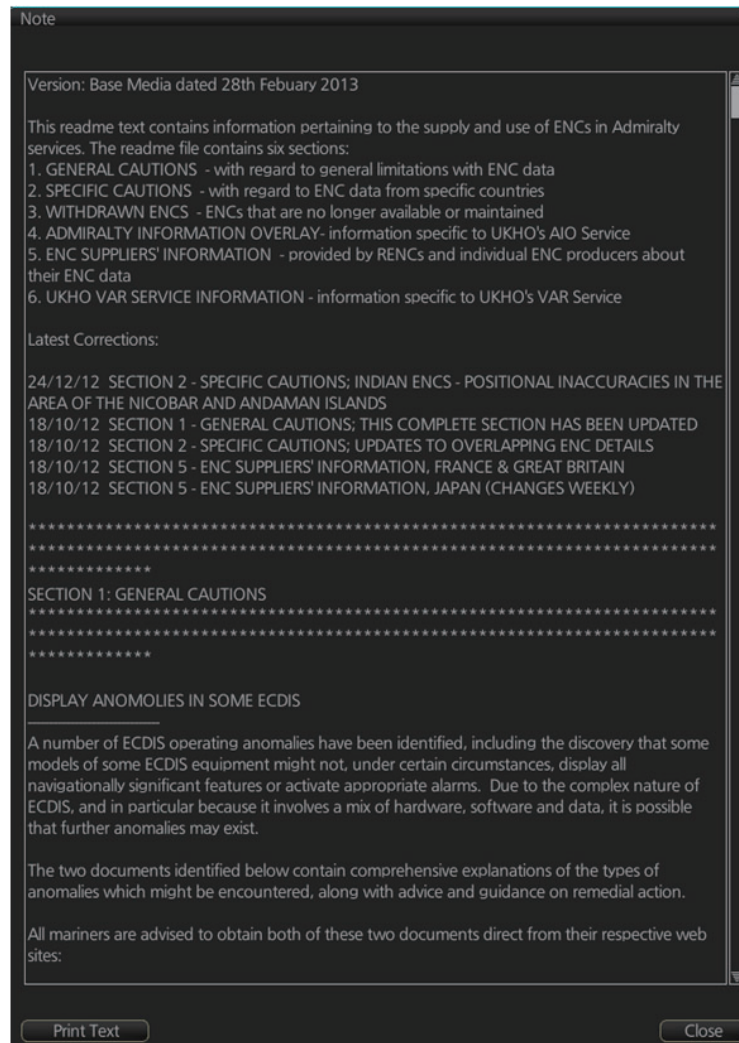 Note
Version: Base Media dated 28th Febuary 2013
This readme text contains information pertaining to the supply and use of ENCs in Admiralty
services. The readme file contains six sections:
1. GENERAL CAUTIONS  - with regard to general limitations with ENC data
2. SPECIFIC CAUTIONS  - with regard to ENC data from specific countries
3. WITHDRAWN ENCS  - ENCs that are no longer available or maintained
4. ADMIRALTY INFORMATION OVERLAY- information specific to UKHO's AIO Service
5. ENC SUPPLIERS' INFORMATION  - provided by RENCs and individual ENC producers about
their ENC data
6. UKHO VAR SERVICE INFORMATION - information specific to UKHO's VAR Service
Latest Corrections:
24/12/12  SECTION 2 - SPECIFIC CAUTIONS; INDIAN ENCS - POSITIONAL INACCURACIES IN THE
AREA OF THE NICOBAR AND ANDAMAN ISLANDS
18/10/12  SECTION 1 - GENERAL CAUTIONS; THIS COMPLETE SECTION HAS BEEN UPDATED
18/10/12  SECTION 2 - SPECIFIC CAUTIONS; UPDATES TO OVERLAPPING ENC DETAILS
18/10/12  SECTION 5 - ENC SUPPLIERS' INFORMATION, FRANCE & GREAT BRITAIN
18/10/12  SECTION 5 - ENC SUPPLIERS' INFORMATION, JAPAN (CHANGES WEEKLY)
************************************************************************
************************************************************************
*************
SECTION 1: GENERAL CAUTIONS
************************************************************************
************************************************************************
*************
DISPLAY ANOMOLIES IN SOME ECDIS
A number of ECDIS operating anomalies have been identified, including the discovery that some
models of some ECDIS equipment might not, under certain circumstances, display all
navigationally significant features or activate appropriate alarms.  Due to the complex nature of
ECDIS, and in particular because it involves a mix of hardware, software and data, it is possible
that further anomalies may exist.
The two documents identified below contain comprehensive explanations of the types of
anomalies which might be encountered, along with advice and guidance on remedial action.
All mariners are advised to obtain both of these two documents direct from their respective web
sites:
Print Text
Close